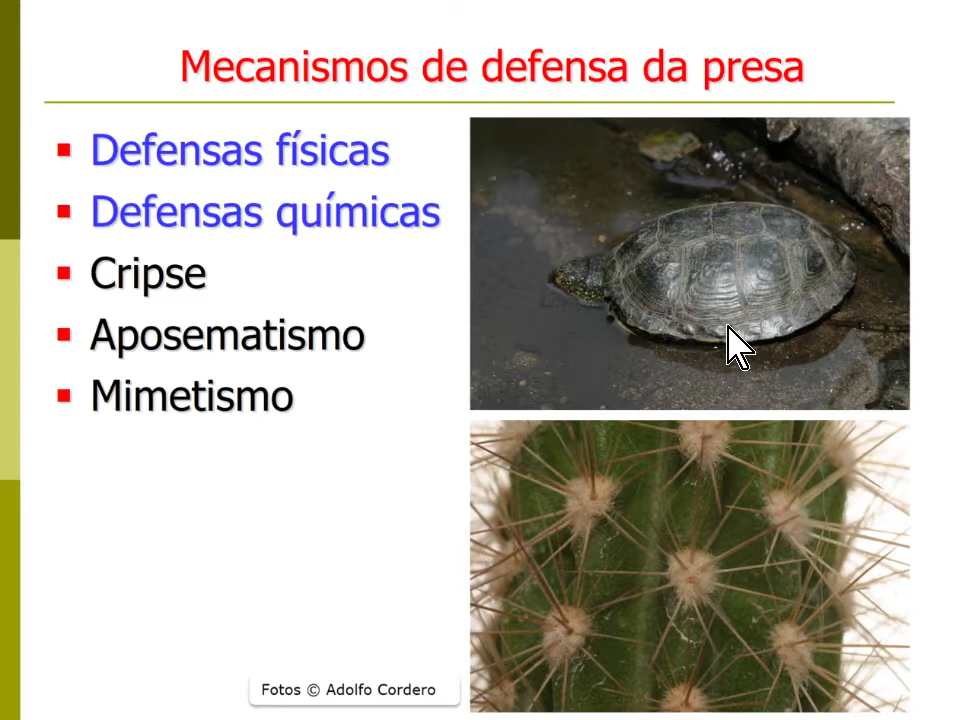 Mecanismos de defensa da presa
Defensas físicas
Defensas químicas
Cripse
Aposematismo
Mimetismo
Fotos © Adolfo Cordero